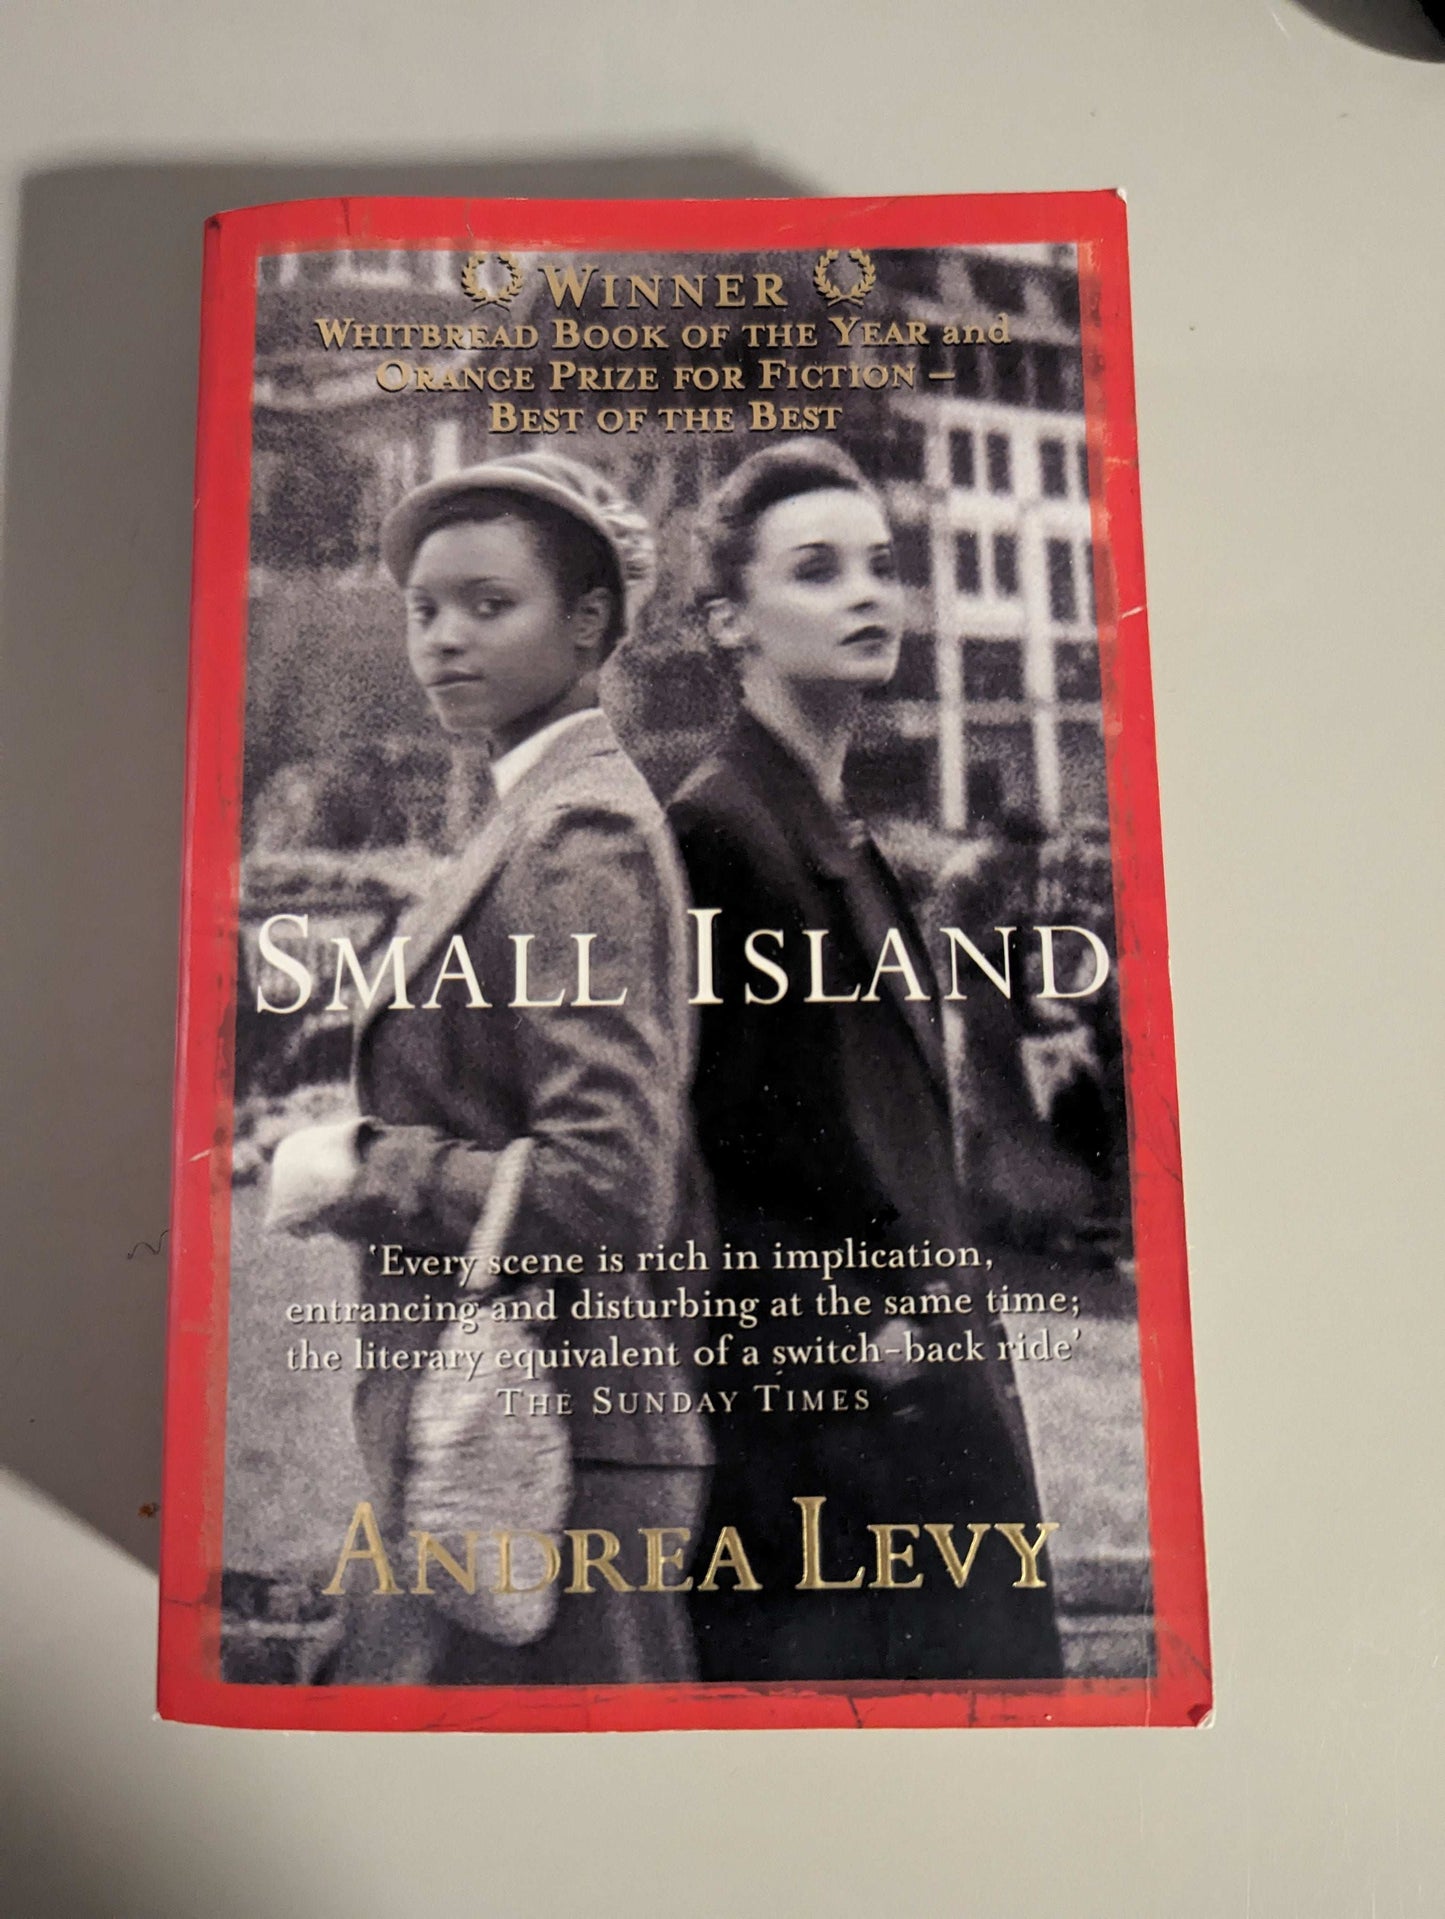 WINNER
WHITBREAD BOOK OF THE YEAR and
ORANGE PRIZE FOR FICTION –
BEST OF THE BEST
SMALL ISLAND
‘Every scene is rich in implication,
entrancing and disturbing at the same time;
the literary equivalent of a switch-back ride’
THE SUNDAY TIMES
ANDREA LEVY